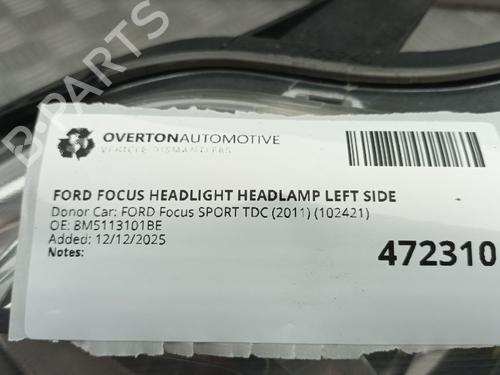 B-PARTS
OVERTONAUTOMOTIVE
VEHICLE DISMANTLERS
FORD FOCUS HEADLIGHT HEADLAMP LEFT SIDE
Donor Car: FORD Focus SPORT TDC (2011) (102421)
OE: 8M5113101BE
Added: 12/12/2025
Notes:
472310